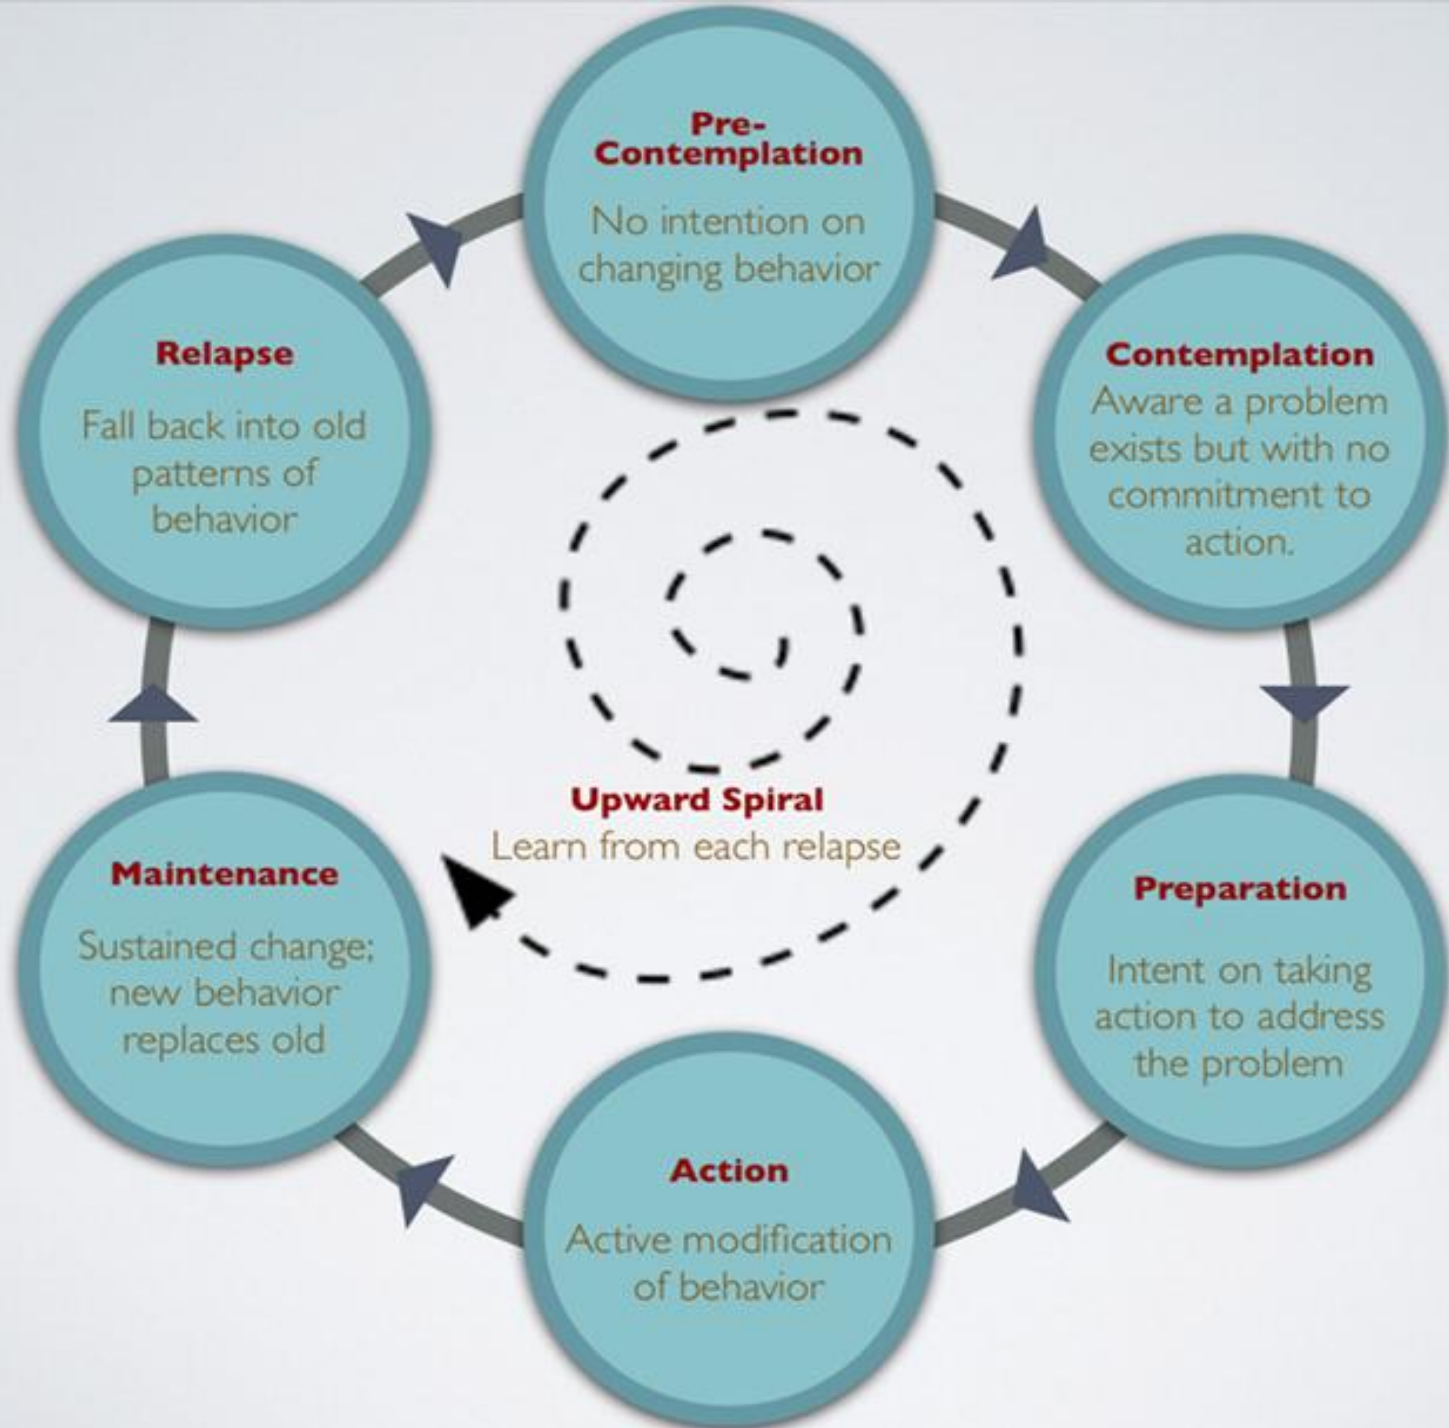 Pre-
Contemplation
No intention on
changing behavior
Contemplation
Aware a problem
exists but with no
commitment to
action.
Preparation
Intent on taking
action to address
the problem
Action
Active modification
of behavior
Maintenance
Sustained change;
new behavior
replaces old
Relapse
Fall back into old
patterns of
behavior
Upward Spiral
Learn from each relapse